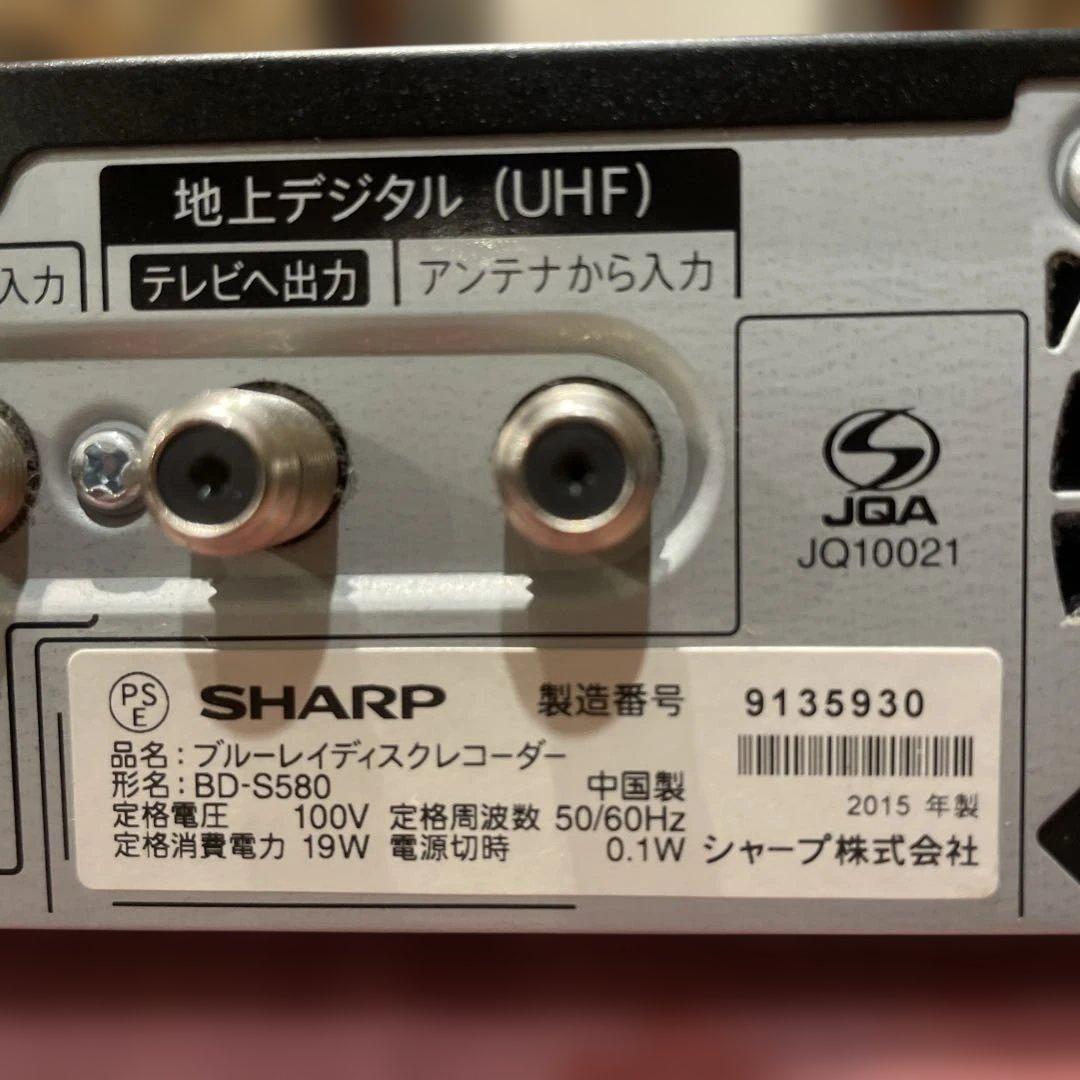 地上デジタル (UHF)
入力 テレビへ出力 アンテナから入力
JQA
JQ10021
PSE SHARP 製造番号 9135930
品名:ブルーレイディスクレコーダー
形名:BD-S580 中国製
2015 年製
定格電圧 100V 定格周波数 50/60Hz
定格消費電力 19W 電源切時 0.1W シャープ株式会社